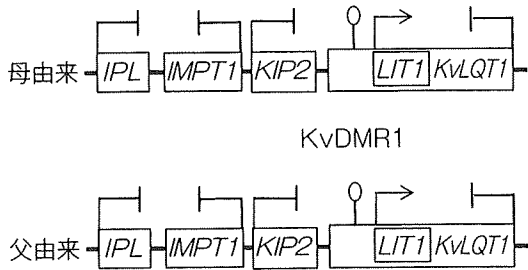 母由来 IPL IMPT1 KIP2 LIT1 KvLQT1
KvDMR1
父由来 IPL IMPT1 KIP2 LIT1 KvLQT1